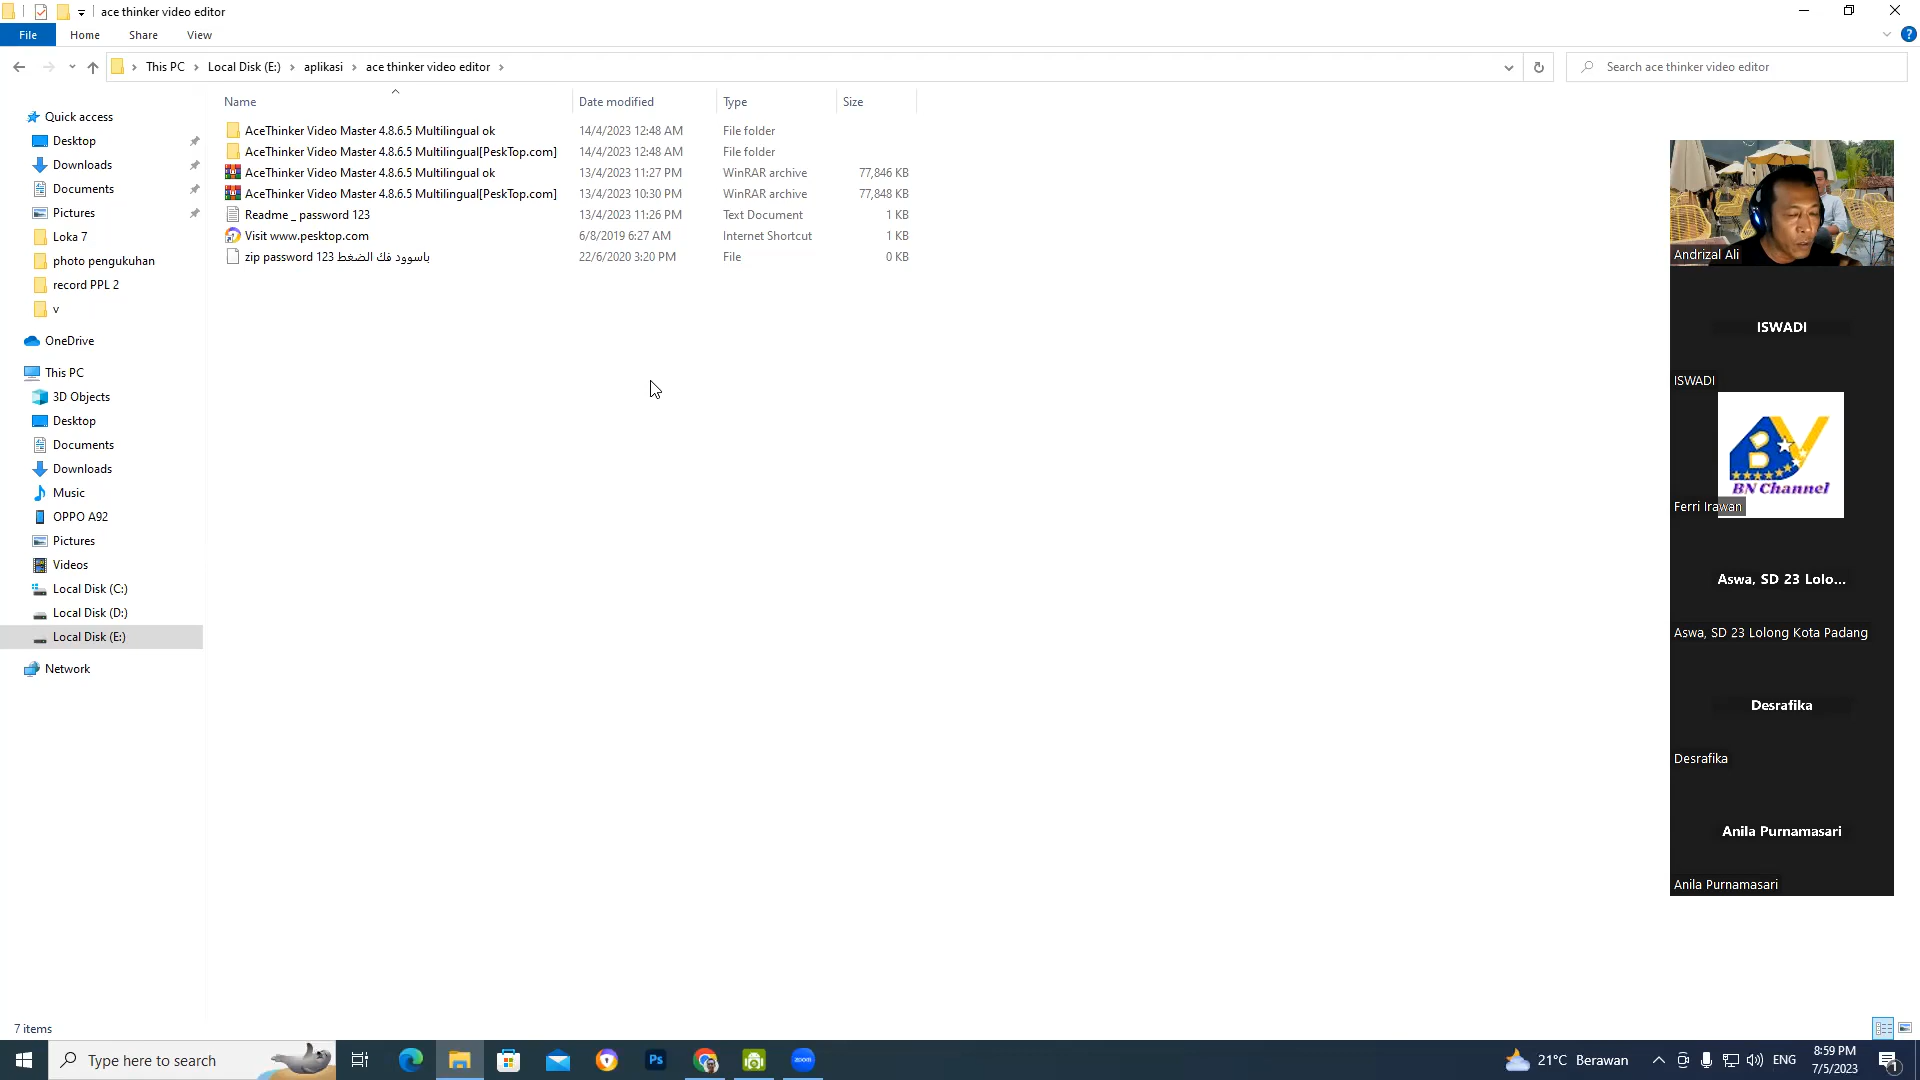 ace thinker video editor
File Home Share View
This PC Local Disk (E:) aplikasi ace thinker video editor
Search ace thinker video editor
Name Date modified Type Size
AceThinker Video Master 4.8.6.5 Multilingual ok 14/4/2023 12:48 AM File folder
AceThinker Video Master 4.8.6.5 Multilingual[PeskTop.com] 14/4/2023 12:48 AM File folder
AceThinker Video Master 4.8.6.5 Multilingual ok 13/4/2023 11:27 PM WinRAR archive 77,846 KB
AceThinker Video Master 4.8.6.5 Multilingual[PeskTop.com] 13/4/2023 10:30 PM WinRAR archive 77,848 KB
Readme _ password 123 13/4/2023 11:26 PM Text Document 1 KB
Visit www.pesktop.com 6/8/2019 6:27 AM Internet Shortcut 1 KB
zip password 123 باسوورد فك الضغط 22/6/2020 3:20 PM File 0 KB
Quick access
Desktop
Downloads
Documents
Pictures
Loka 7
photo pengukuhan
record PPL 2
v
OneDrive
This PC
3D Objects
Desktop
Documents
Downloads
Music
OPPO A92
Pictures
Videos
Local Disk (C:)
Local Disk (D:)
Local Disk (E:)
Network
7 items
Andrizal Ali
ISWADI
ISWADI
BV
BN Channel
Ferri Irawan
Aswa, SD 23 Lolo...
Aswa, SD 23 Lolong Kota Padang
Desrafika
Desrafika
Anila Purnamasari
Anila Purnamasari
Type here to search
Ps
zoom
21°C Berawan
ENG
8:59 PM
7/5/2023
1